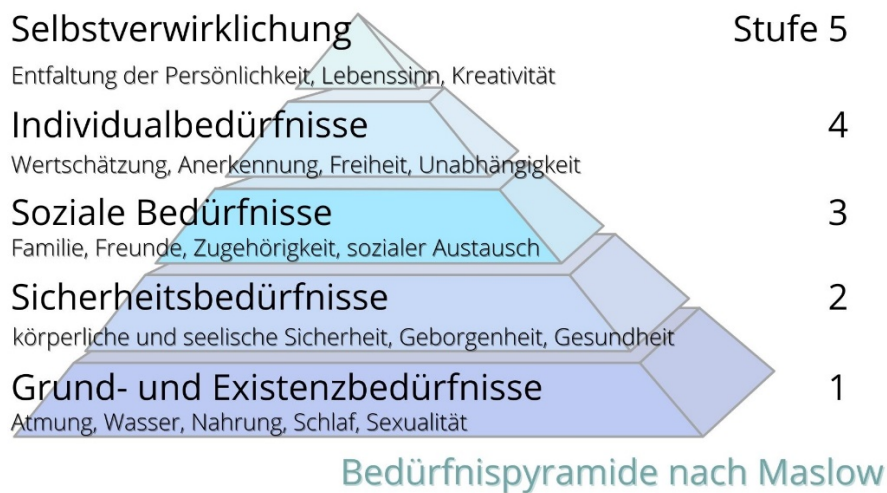 Selbstverwirklichung Stufe 5
Entfaltung der Persönlichkeit, Lebenssinn, Kreativität
Individualbedürfnisse 4
Wertschätzung, Anerkennung, Freiheit, Unabhängigkeit
Soziale Bedürfnisse 3
Familie, Freunde, Zugehörigkeit, sozialer Austausch
Sicherheitsbedürfnisse 2
körperliche und seelische Sicherheit, Geborgenheit, Gesundheit
Grund- und Existenzbedürfnisse 1
Atmung, Wasser, Nahrung, Schlaf, Sexualität
Bedürfnispyramide nach Maslow